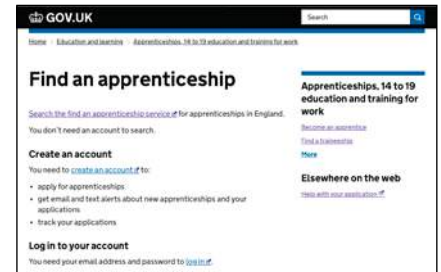 GOV.UK
Search
Home Education and learning Apprenticeships, 14 to 19 education and training for work
Find an apprenticeship
Search the find an apprenticeship service for apprenticeships in England.
You don't need an account to search.
Create an account
You need to create an account to:
• apply for apprenticeships
• get email and text alerts about new apprenticeships and your
applications
• track your applications
Log in to your account
You need your email address and password to log in.
Apprenticeships, 14 to 19
education and training for
work
Become an apprentice
Find a traineeship
More
Elsewhere on the web
Help with your application